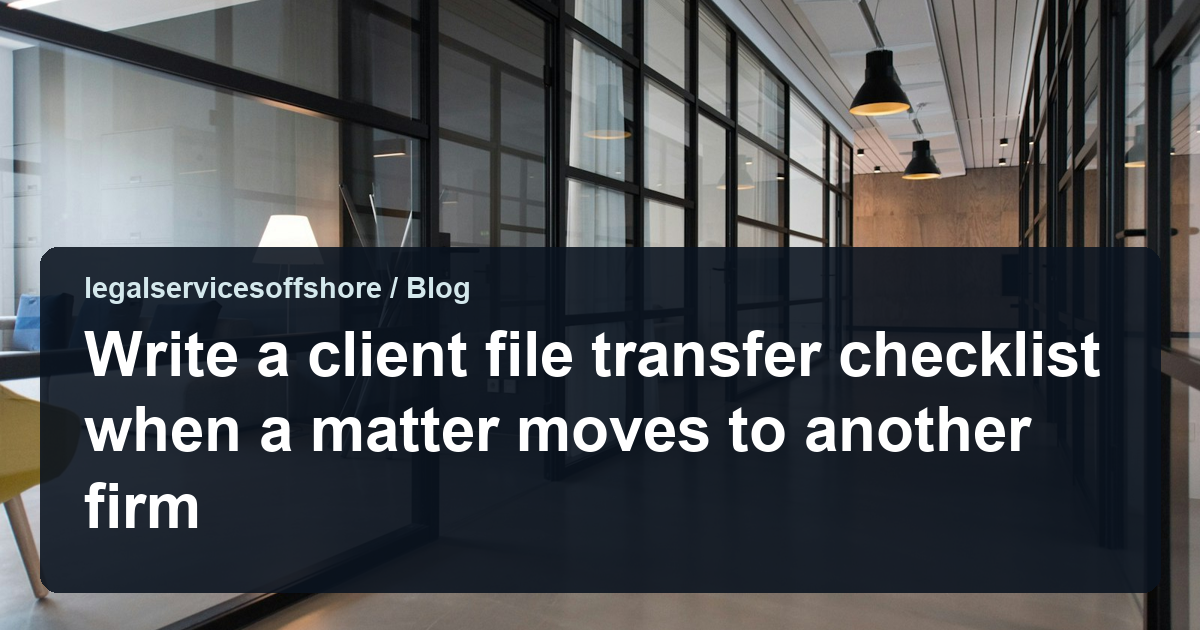 legalservicesoffshore / Blog
Write a client file transfer checklist
when a matter moves to another
firm